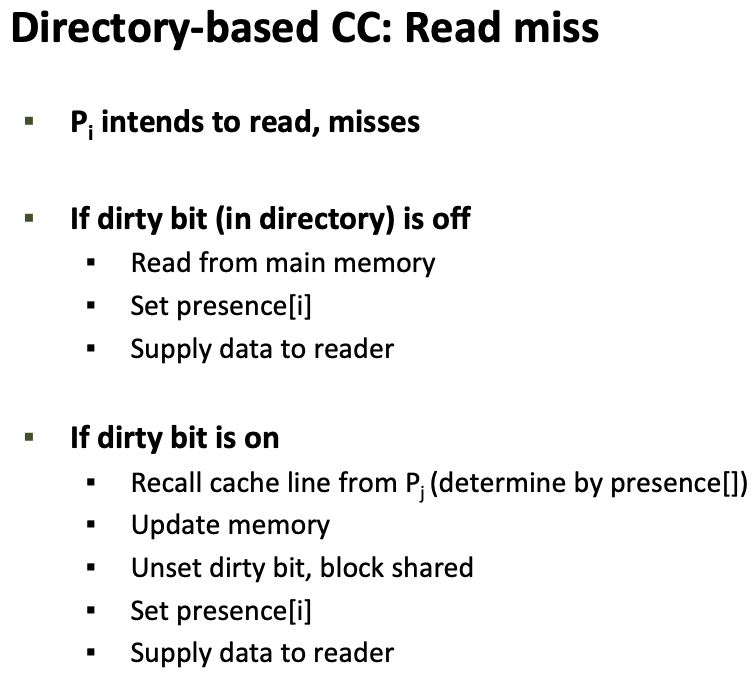 Directory-based CC: Read miss
▪ Pᵢ intends to read, misses
▪ If dirty bit (in directory) is off
▪ Read from main memory
▪ Set presence[i]
▪ Supply data to reader
▪ If dirty bit is on
▪ Recall cache line from Pⱼ (determine by presence[])
▪ Update memory
▪ Unset dirty bit, block shared
▪ Set presence[i]
▪ Supply data to reader